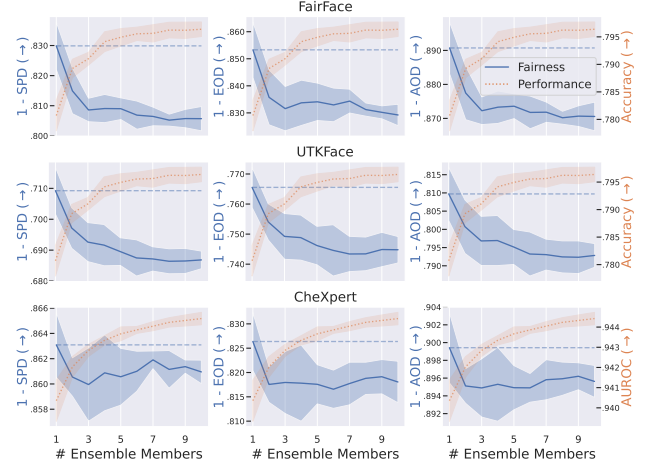 FairFace
1 - SPD (→)
.830
.820
.810
.800
1 - EOD (→)
.860
.850
.840
.830
1 - AOD (→)
.890
.880
.870
Fairness
Performance
.795
.790
.785
.780
Accuracy (→)
UTKFace
1 - SPD (→)
.710
.700
.690
.680
1 - EOD (→)
.770
.760
.750
.740
1 - AOD (→)
.815
.810
.805
.800
.795
.790
.795
.790
.785
.780
Accuracy (→)
CheXpert
1 - SPD (→)
.866
.864
.862
.860
.858
1 - EOD (→)
.830
.825
.820
.815
.810
1 - AOD (→)
.904
.902
.900
.898
.896
.894
.892
.944
.943
.942
.941
.940
AUROC (→)
1 3 5 7 9
1 3 5 7 9
1 3 5 7 9
# Ensemble Members
# Ensemble Members
# Ensemble Members